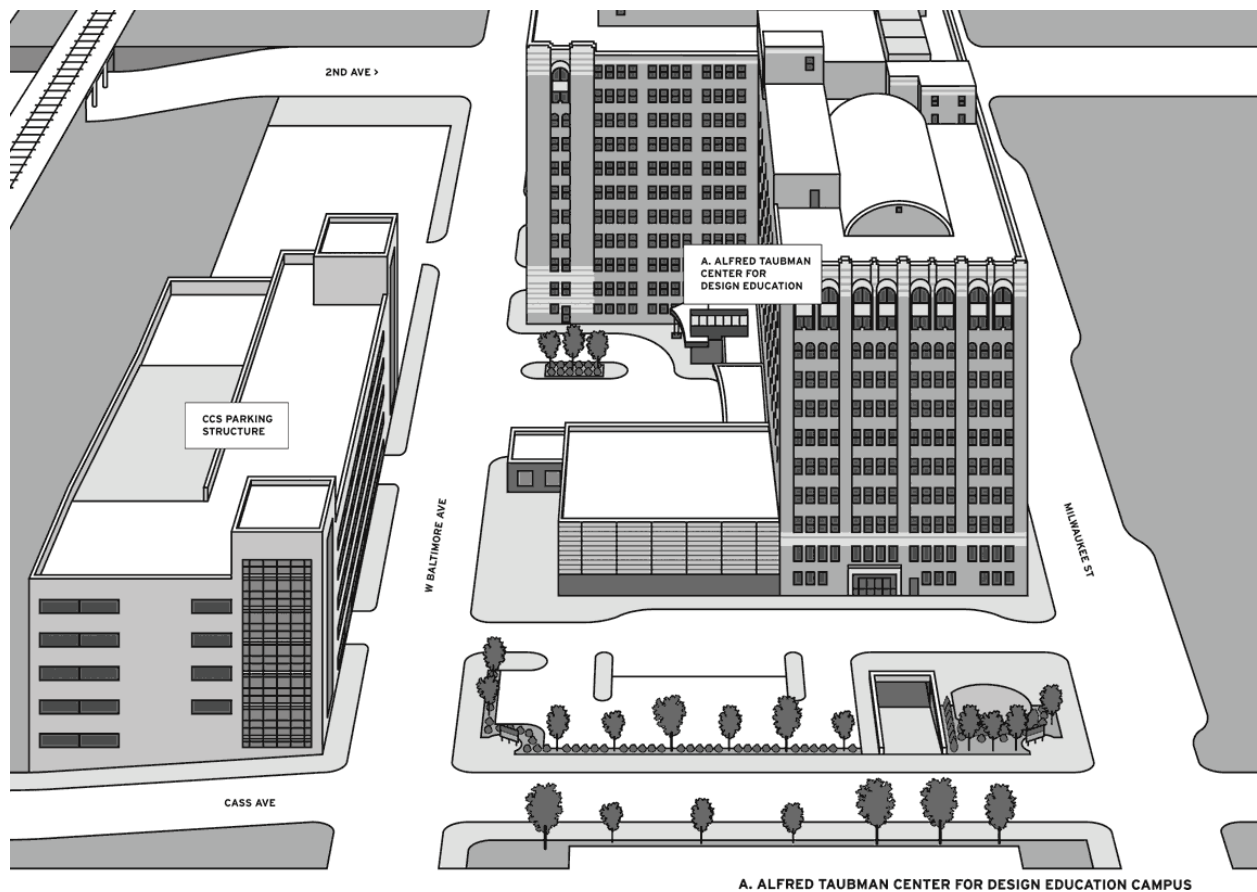 2ND AVE >
A. ALFRED TAUBMAN
CENTER FOR
DESIGN EDUCATION
CCS PARKING
STRUCTURE
W BALTIMORE AVE
MILWAUKEE ST
CASS AVE
A. ALFRED TAUBMAN CENTER FOR DESIGN EDUCATION CAMPUS